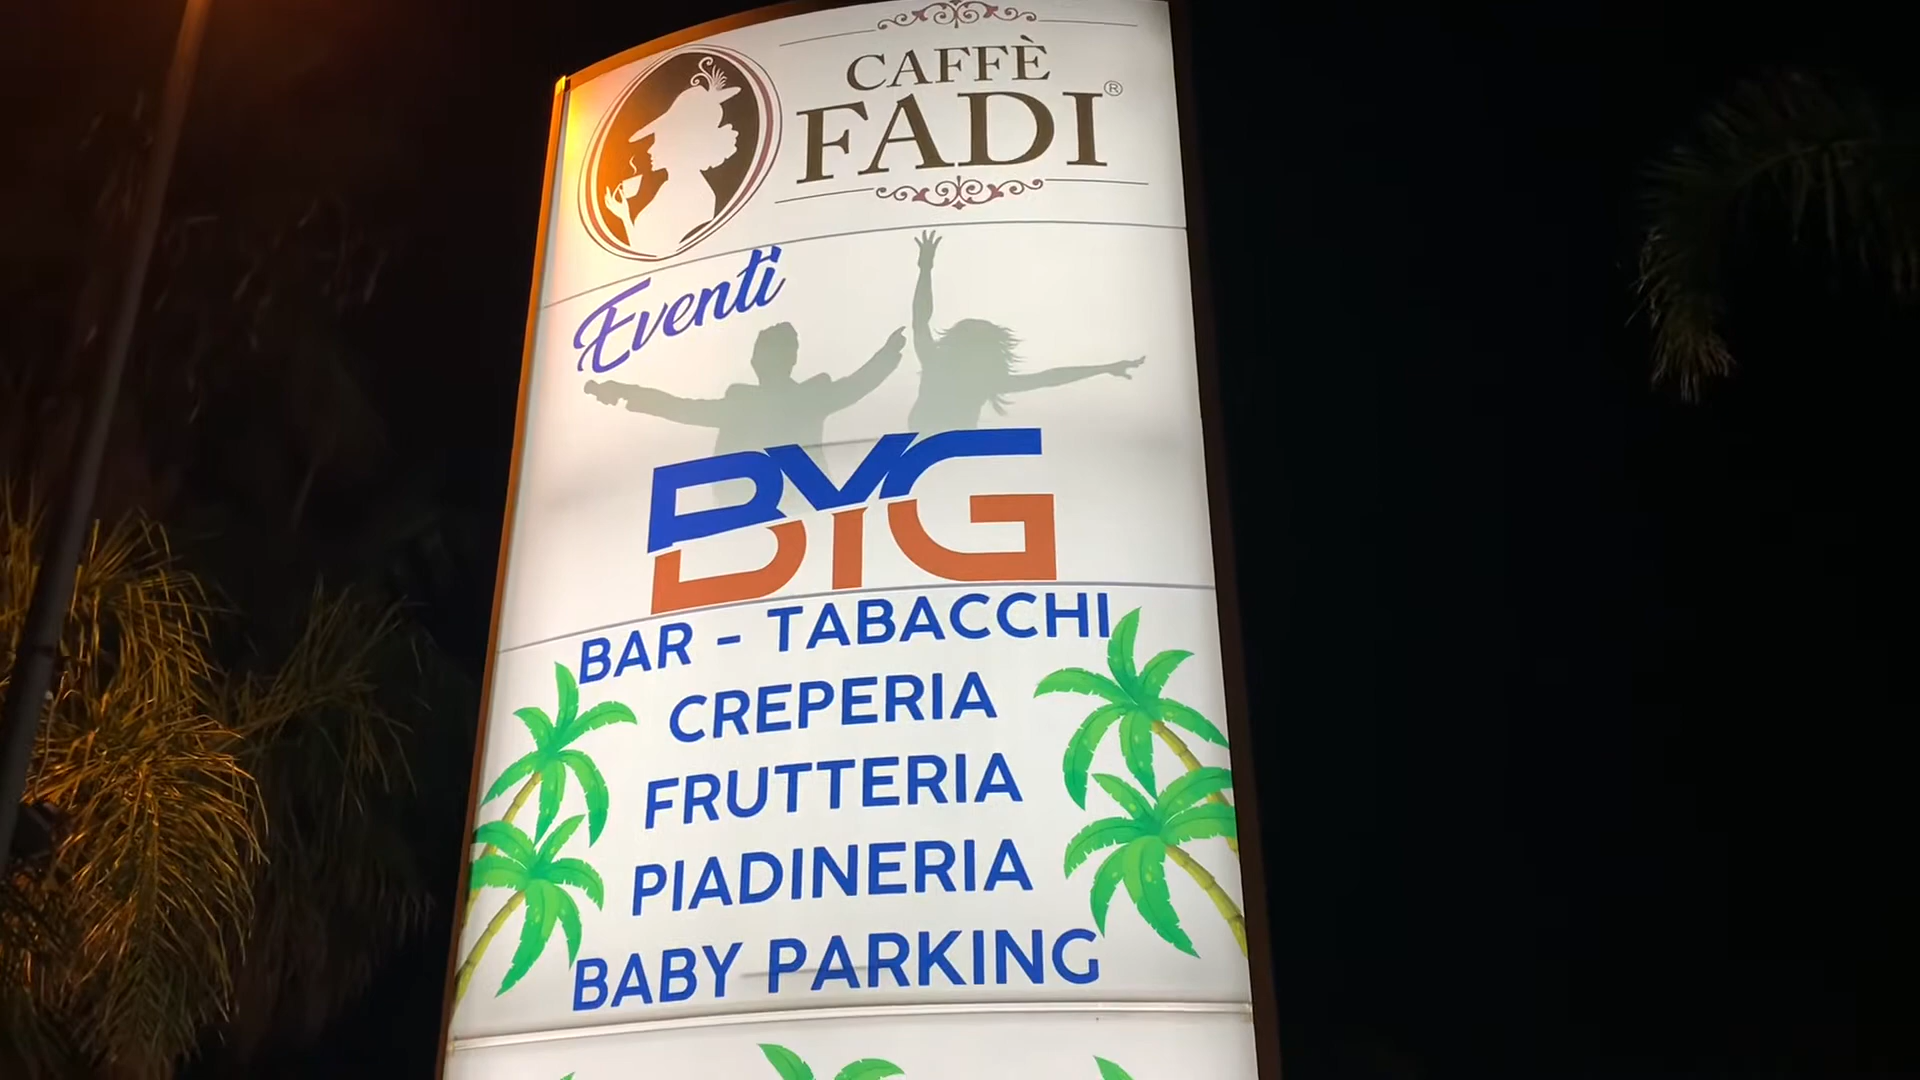 CAFFÈ
FADI®
Eventi
BYG
BAR - TABACCHI
CREPERIA
FRUTTERIA
PIADINERIA
BABY PARKING